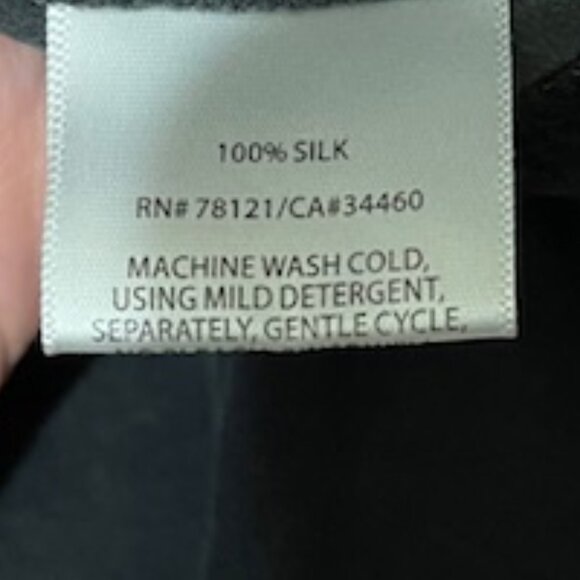 100% SILK
RN# 78121/CA#34460
MACHINE WASH COLD,
USING MILD DETERGENT,
SEPARATELY, GENTLE CYCLE,